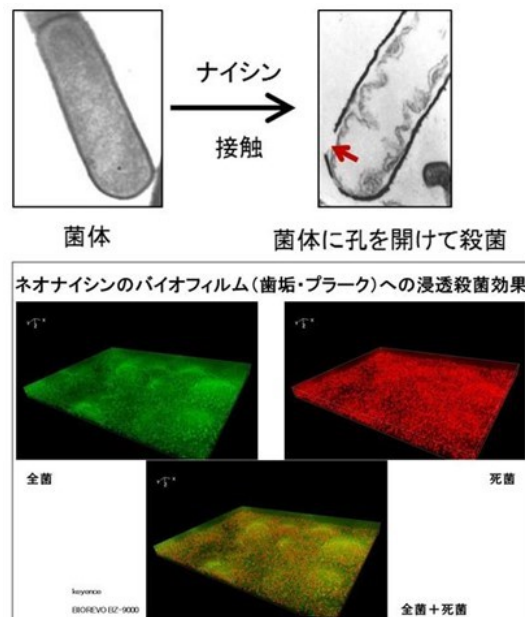 ナイシン
接触
菌体
菌体に孔を開けて殺菌
ネオナイシンのバイオフィルム（歯垢・プラーク）への浸透殺菌効果
全菌
死菌
keyence
BIOREVO BZ-9000
全菌＋死菌